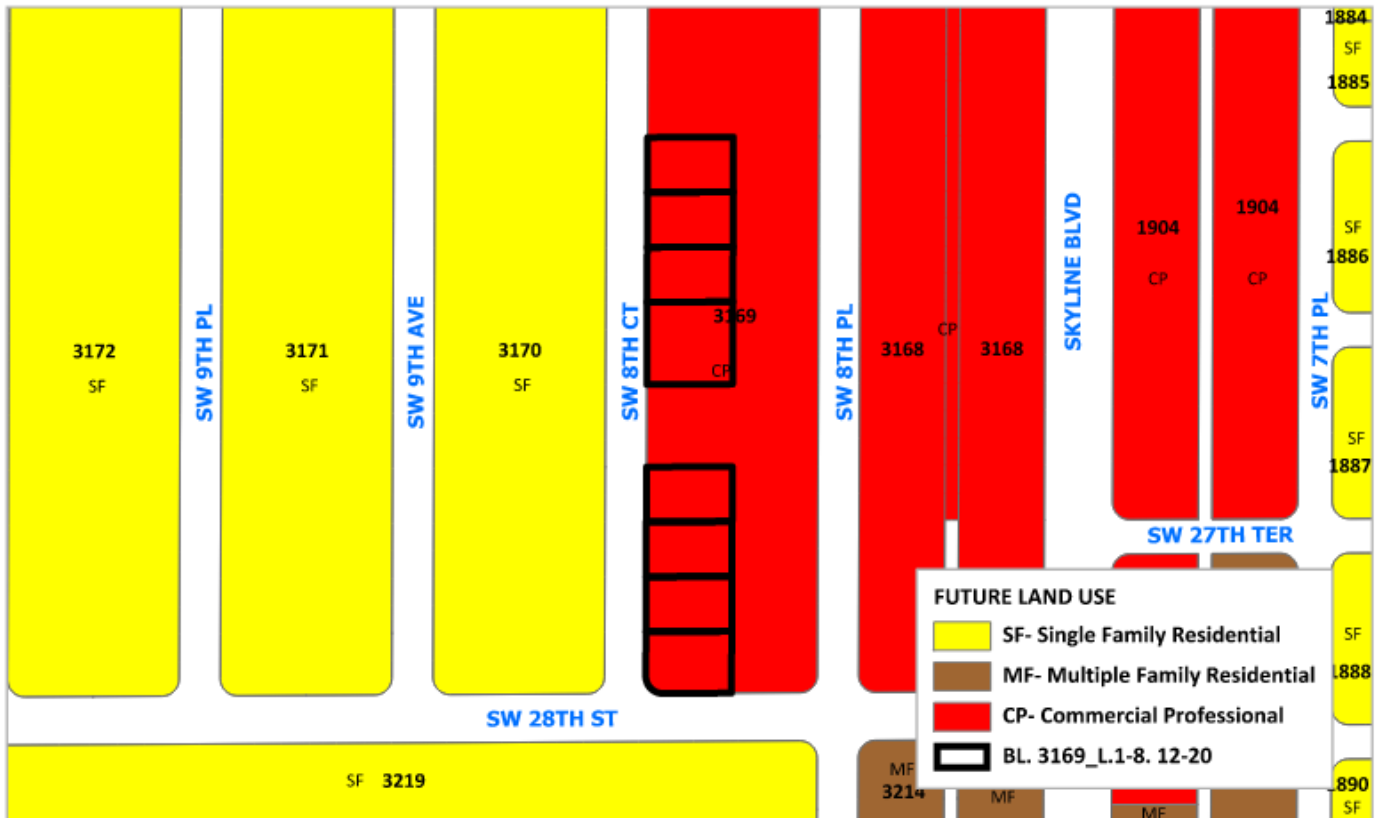 1884
SF
1885
1904
1904
SF
1886
CP
CP
SKYLINE BLVD
SW 9TH PL
SW 9TH AVE
SW 8TH CT
SW 8TH PL
SW 7TH PL
3169
CP
3172
3171
3170
3168
3168
CP
SF
SF
SF
SF
1887
SW 27TH TER
FUTURE LAND USE
SF- Single Family Residential
MF- Multiple Family Residential
CP- Commercial Professional
BL. 3169_L.1-8. 12-20
SF
1888
SW 28TH ST
SF 3219
MF
3214
MF
MF
890
SF